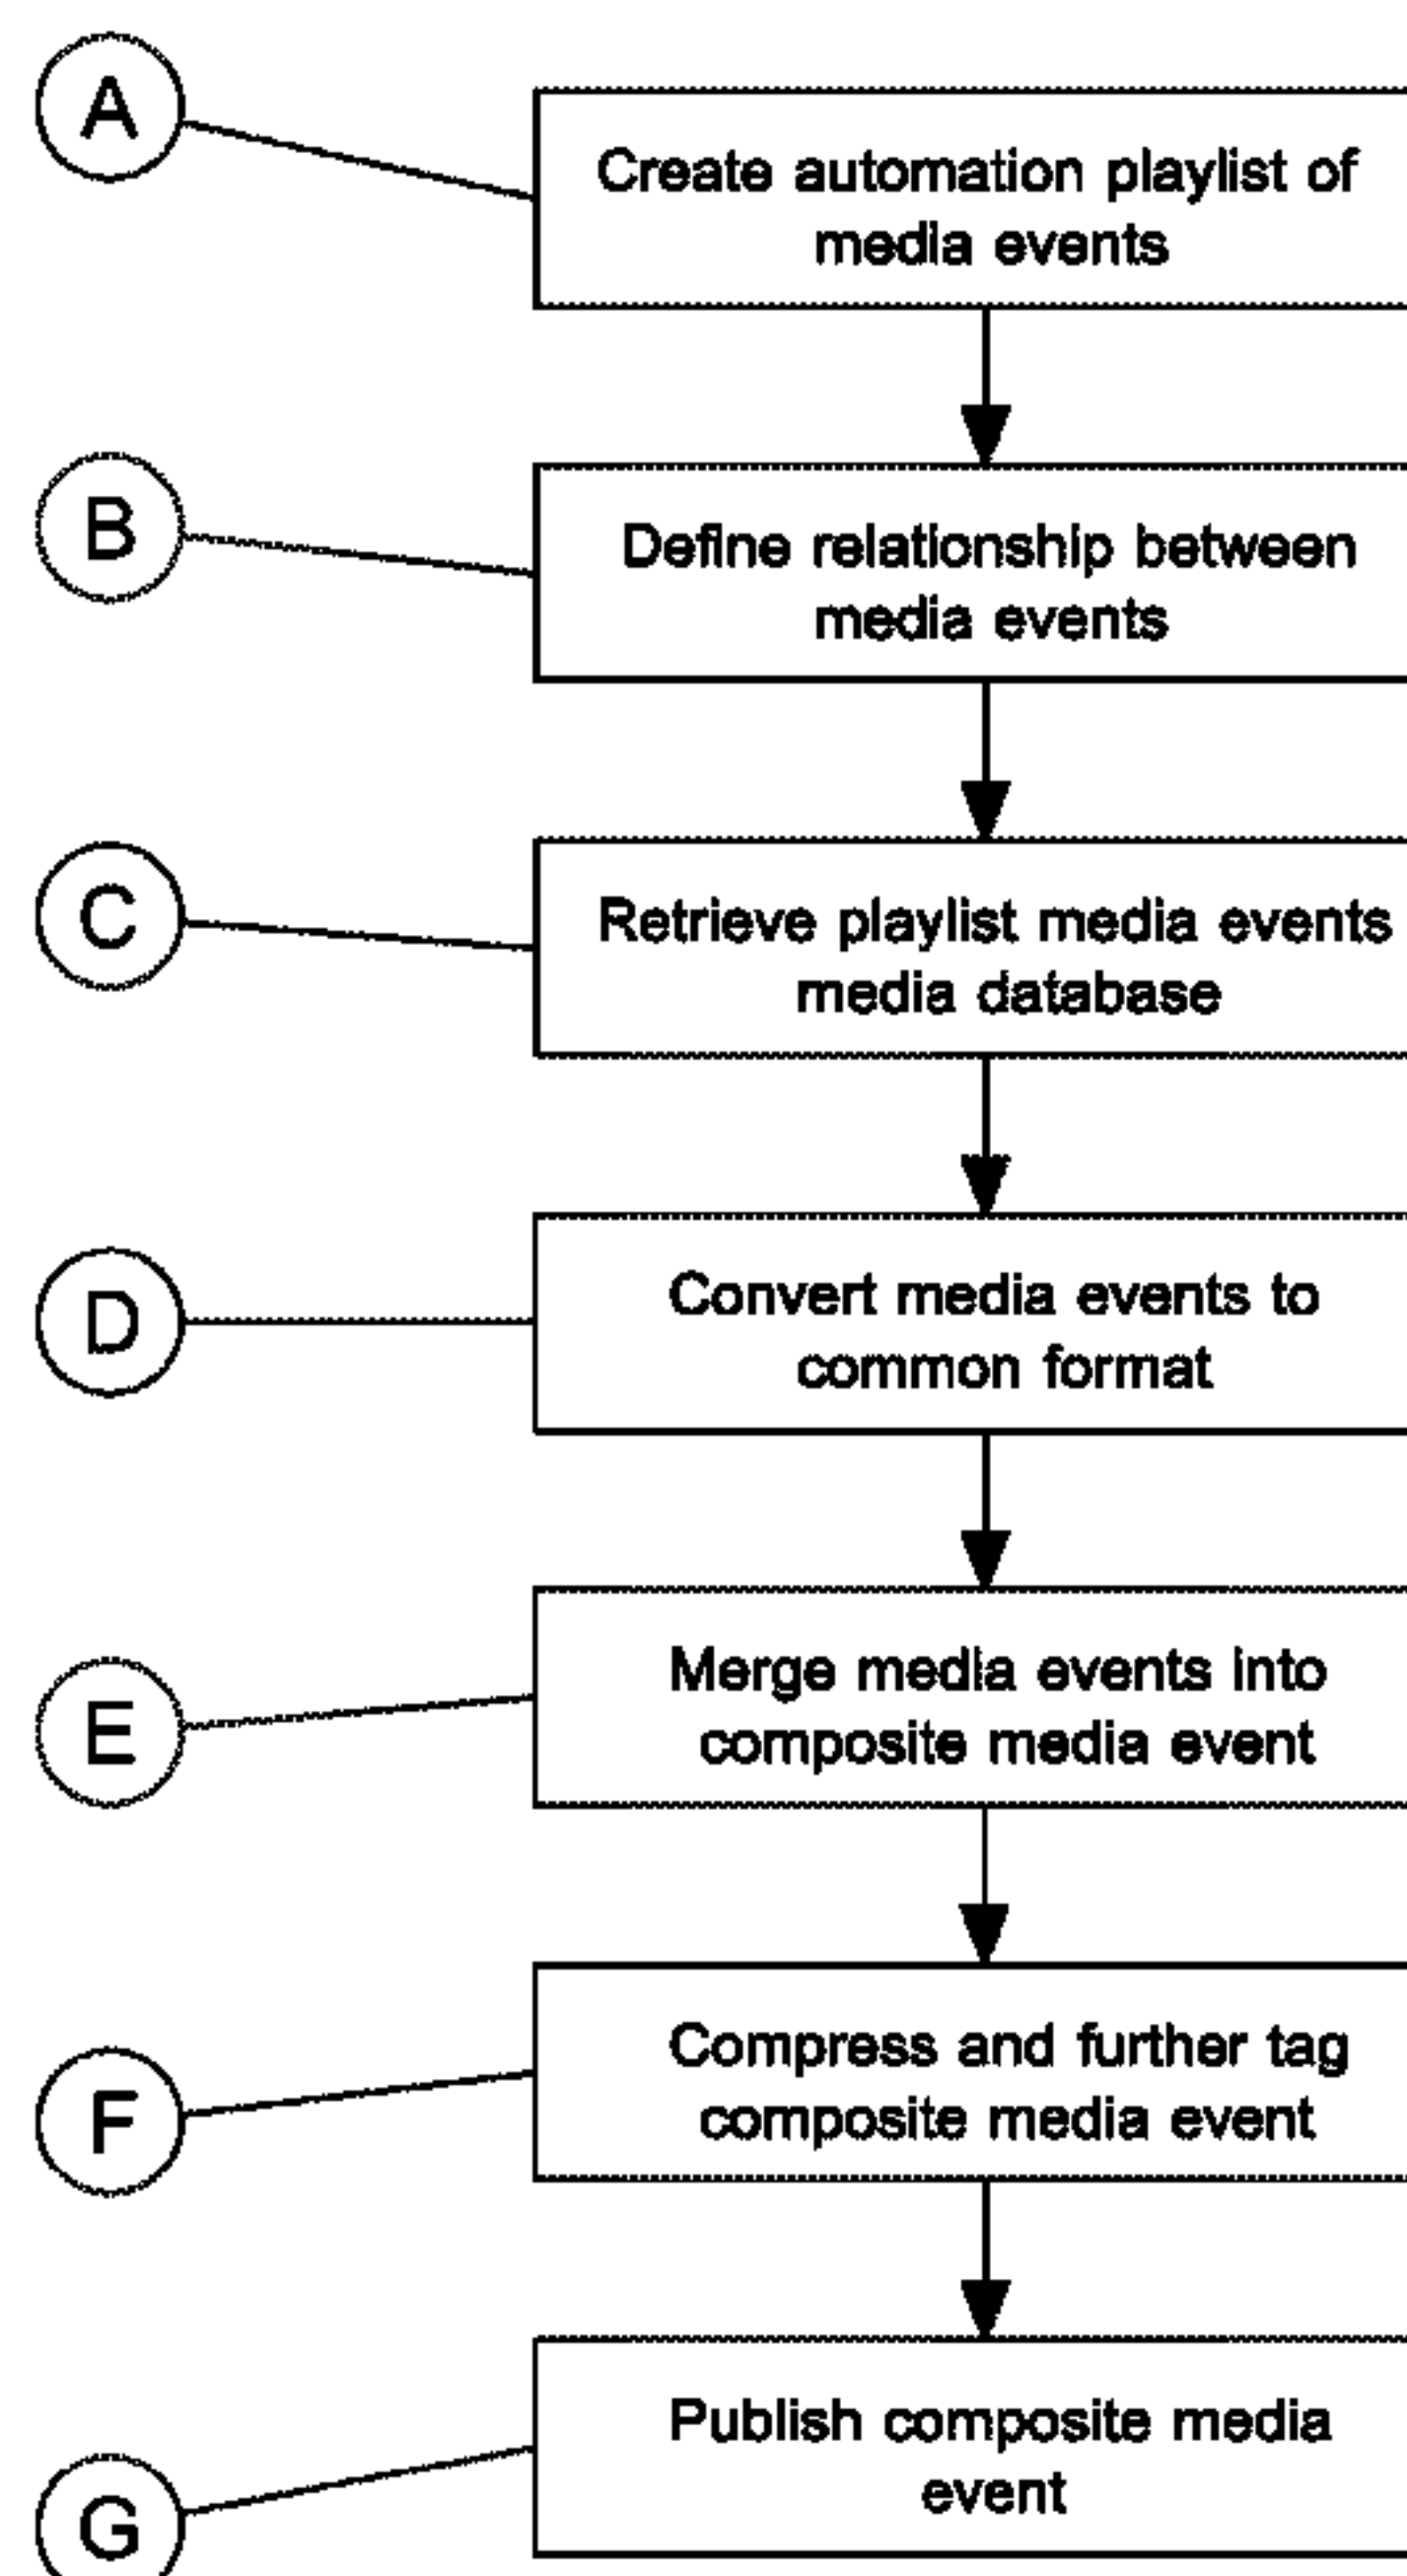 A
Create automation playlist of
media events
B
Define relationship between
media events
C
Retrieve playlist media events
media database
D
Convert media events to
common format
E
Merge media events into
composite media event
F
Compress and further tag
composite media event
G
Publish composite media
event